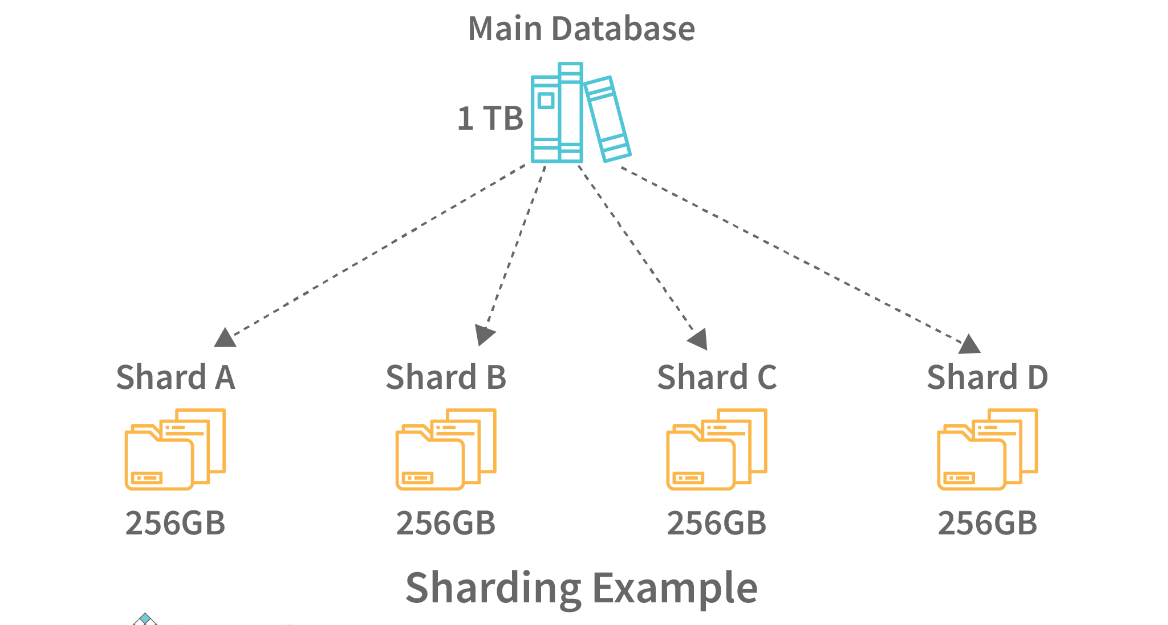 Main Database
1 TB
Shard A
Shard B
Shard C
Shard D
256GB
256GB
256GB
256GB
Sharding Example